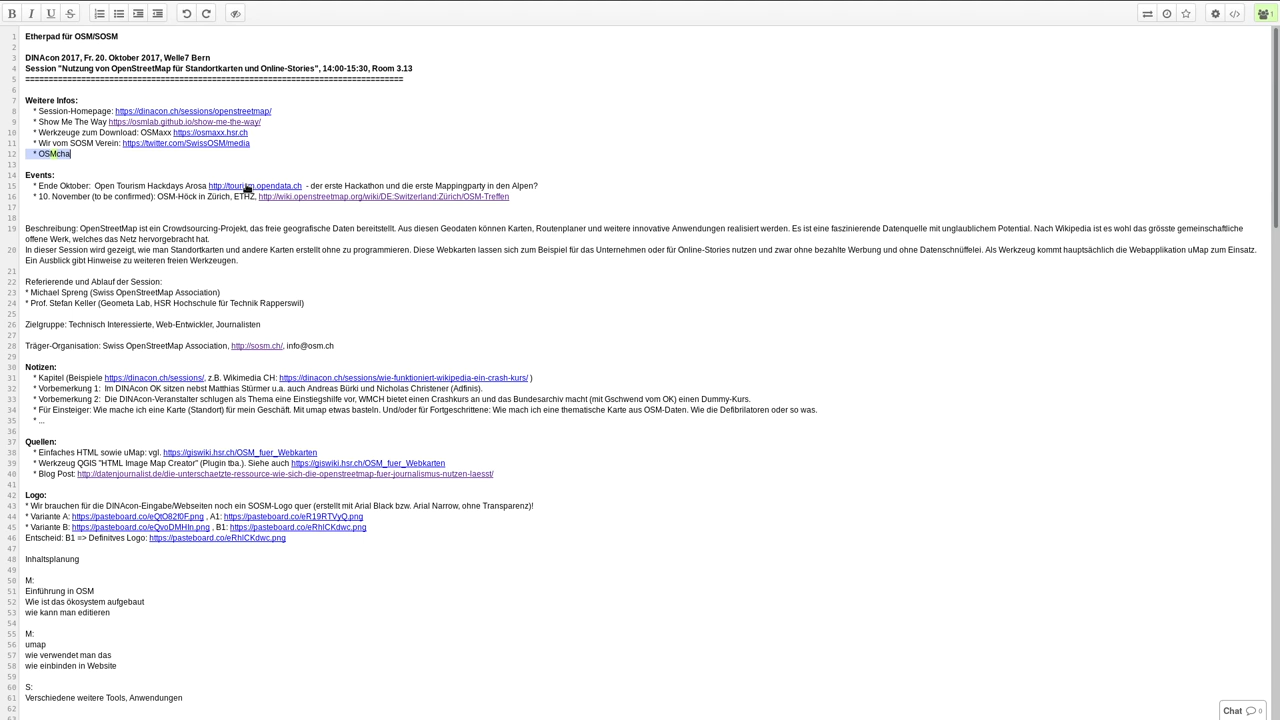 Etherpad für OSM/SOSM
DINAcon 2017, Fr. 20. Oktober 2017, Welle7 Bern
Session "Nutzung von OpenStreetMap für Standortkarten und Online-Stories", 14:00-15:30, Room 3.13
==================================================================================
Weitere Infos:
* Session-Homepage: https://dinacon.ch/sessions/openstreetmap/
* Show Me The Way https://osmlab.github.io/show-me-the-way/
* Werkzeuge zum Download: OSMaxx https://osmaxx.hsr.ch
* Wir vom SOSM Verein: https://twitter.com/SwissOSM/media
* OSMcha
Events:
* Ende Oktober: Open Tourism Hackdays Arosa http://tourism.opendata.ch - der erste Hackathon und die erste Mappingparty in den Alpen?
* 10. November (to be confirmed): OSM-Höck in Zürich, ETHZ, http://wiki.openstreetmap.org/wiki/DE:Switzerland:Zürich/OSM-Treffen
Beschreibung: OpenStreetMap ist ein Crowdsourcing-Projekt, das freie geografische Daten bereitstellt. Aus diesen Geodaten können Karten, Routenplaner und weitere innovative Anwendungen realisiert werden. Es ist eine faszinierende Datenquelle mit unglaublichem Potential. Nach Wikipedia ist es wohl das grösste gemeinschaftliche
offene Werk, welches das Netz hervorgebracht hat.
In dieser Session wird gezeigt, wie man Standortkarten und andere Karten erstellt ohne zu programmieren. Diese Webkarten lassen sich zum Beispiel für das Unternehmen oder für Online-Stories nutzen und zwar ohne bezahlte Werbung und ohne Datenschnüffelei. Als Werkzeug kommt hauptsächlich die Webapplikation uMap zum Einsatz.
Ein Ausblick gibt Hinweise zu weiteren freien Werkzeugen.
Referierende und Ablauf der Session:
* Michael Spreng (Swiss OpenStreetMap Association)
* Prof. Stefan Keller (Geometa Lab, HSR Hochschule für Technik Rapperswil)
Zielgruppe: Technisch Interessierte, Web-Entwickler, Journalisten
Träger-Organisation: Swiss OpenStreetMap Association, http://sosm.ch/, info@osm.ch
Notizen:
* Kapitel (Beispiele https://dinacon.ch/sessions/, z.B. Wikimedia CH: https://dinacon.ch/sessions/wie-funktioniert-wikipedia-ein-crash-kurs/ )
* Vorbemerkung 1: Im DINAcon OK sitzen nebst Matthias Stürmer u.a. auch Andreas Bürki und Nicholas Christener (Adfinis).
* Vorbemerkung 2: Die DINAcon-Veranstalter schlugen als Thema eine Einstiegshilfe vor, WMCH bietet einen Crashkurs an und das Bundesarchiv macht (mit Gschwend vom OK) einen Dummy-Kurs.
* Für Einsteiger: Wie mache ich eine Karte (Standort) für mein Geschäft. Mit umap etwas basteln. Und/oder für Fortgeschrittene: Wie mach ich eine thematische Karte aus OSM-Daten. Wie die Defibrilatoren oder so was.
* ...
Quellen:
* Einfaches HTML sowie uMap: vgl. https://giswiki.hsr.ch/OSM_fuer_Webkarten
* Werkzeug QGIS "HTML Image Map Creator" (Plugin tba.). Siehe auch https://giswiki.hsr.ch/OSM_fuer_Webkarten
* Blog Post: http://datenjournalist.de/die-unterschaetzte-ressource-wie-sich-die-openstreetmap-fuer-journalismus-nutzen-laesst/
Logo:
* Wir brauchen für die DINAcon-Eingabe/Webseiten noch ein SOSM-Logo quer (erstellt mit Arial Black bzw. Arial Narrow, ohne Transparenz)!
* Variante A: https://pasteboard.co/eQtO82f0F.png , A1: https://pasteboard.co/eR19RTVyQ.png
* Variante B: https://pasteboard.co/eQvoDMHIn.png , B1: https://pasteboard.co/eRhlCKdwc.png
Entscheid: B1 => Definitves Logo: https://pasteboard.co/eRhlCKdwc.png
Inhaltsplanung
M:
Einführung in OSM
Wie ist das ökosystem aufgebaut
wie kann man editieren
M:
umap
wie verwendet man das
wie einbinden in Website
S:
Verschiedene weitere Tools, Anwendungen
Chat 0